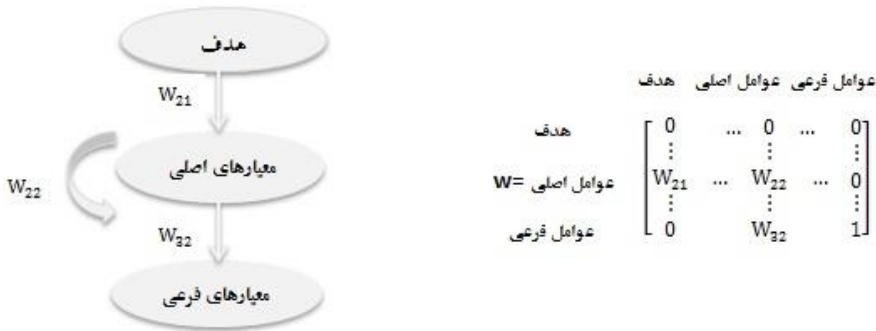 هدف
W₂₁
معیارهای اصلی
W₂₂
W₃₂
معیارهای فرعی
هدف عوامل اصلی عوامل فرعی
هدف 0 ... 0 ... 0
⋮ ⋮ ⋮
عوامل اصلی =W W₂₁ ... W₂₂ ... 0
⋮ ⋮ ⋮
عوامل فرعی 0 W₃₂ 1